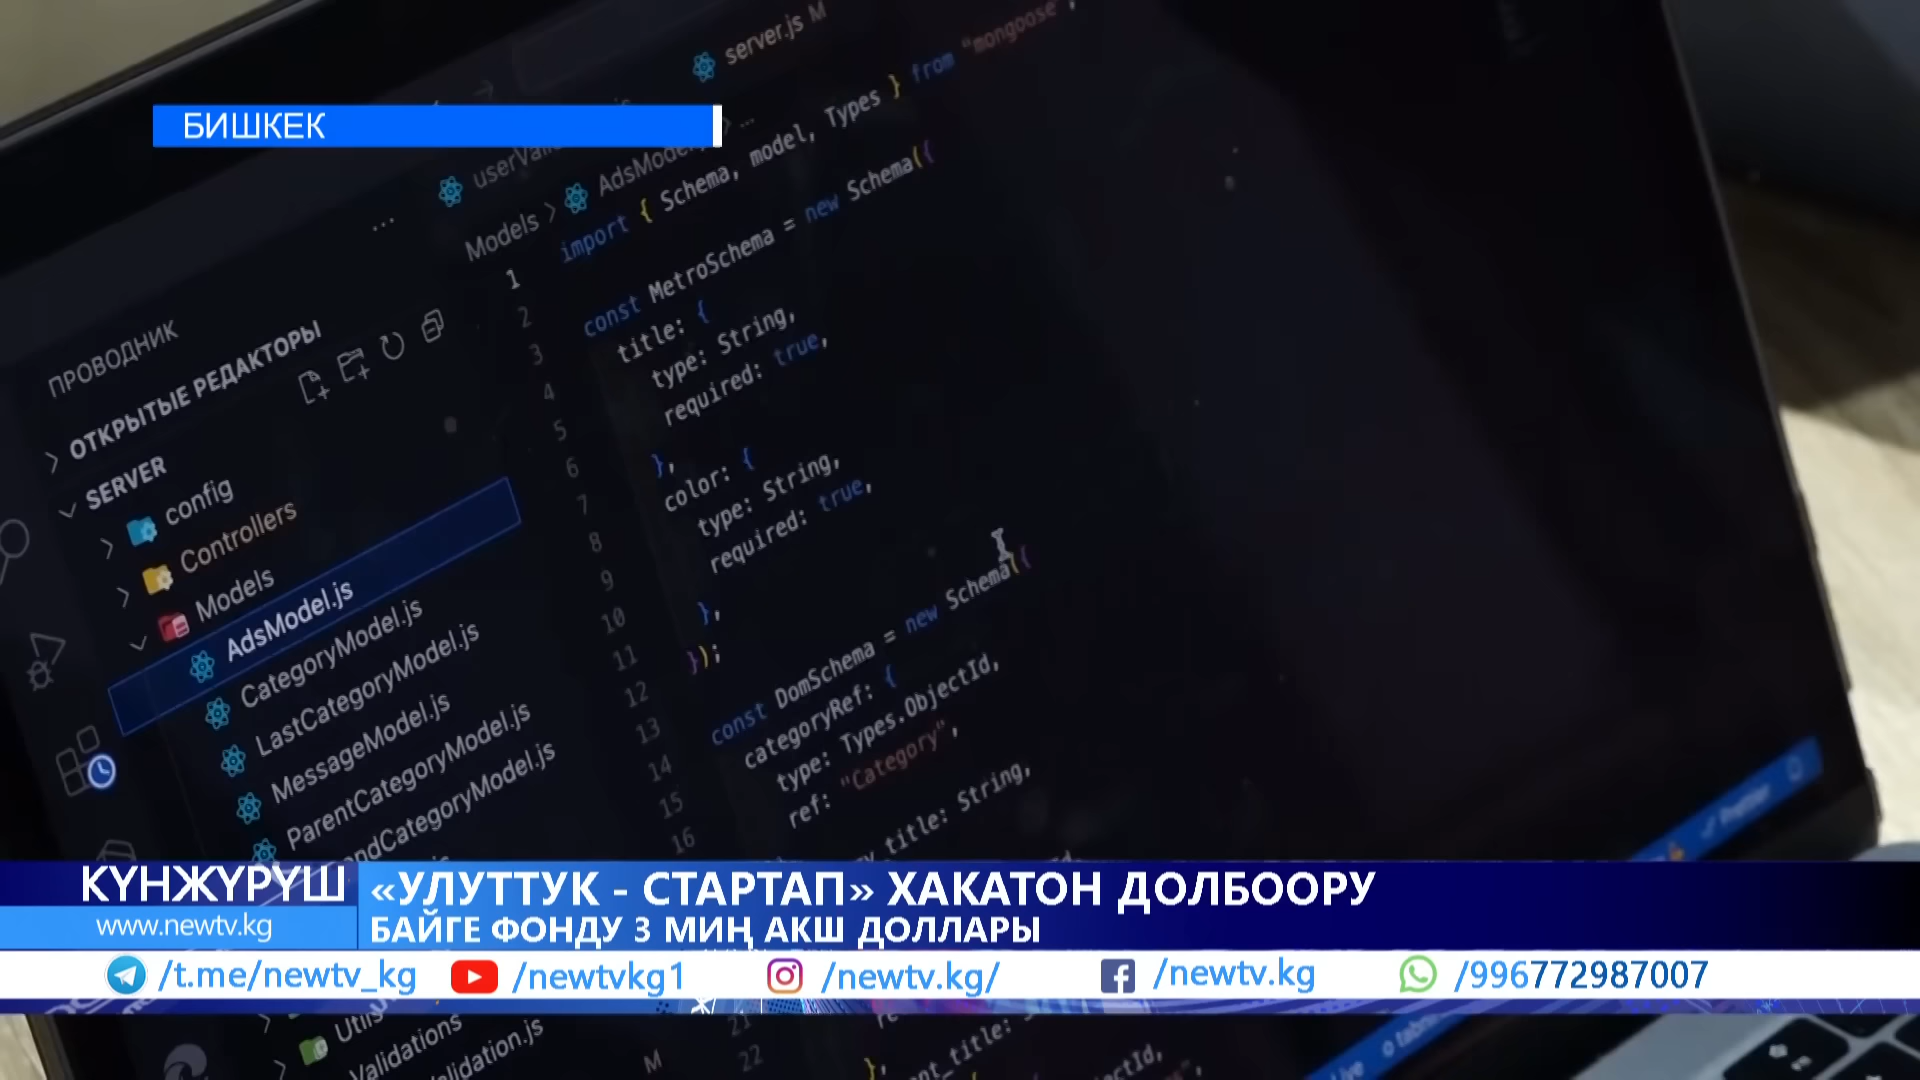 БИШКЕК
server.js M
AdsModel
Models >
ПРОВОДНИК
ОТКРЫТЫЕ РЕДАКТОРЫ
SERVER
config
Controllers
Models
AdsModel.js
CategoryModel.js
LastCategoryModel.js
MessageModel.js
ParentCategoryModel.js
Validations
1 import { Schema, model, Types } from "mongoose";
2
3 const MetroSchema = new Schema({
4 title: {
5 type: String,
6 required: true,
7 },
8 color: {
9 type: String,
10 required: true,
11 },
12 });
13
14 const DomSchema = new Schema({
15 categoryRef: {
16 type: Types.ObjectId,
ref: "Category",
title: String,
21
22
M
КҮНЖҮРҮШ
www.newtv.kg
«УЛУТТУК - СТАРТАП» ХАКАТОН ДОЛБООРУ
БАЙГЕ ФОНДУ 3 МИҢ АКШ ДОЛЛАРЫ
/t.me/newtv_kg
/newtvkg1
/newtv.kg/
/newtv.kg
/996772987007